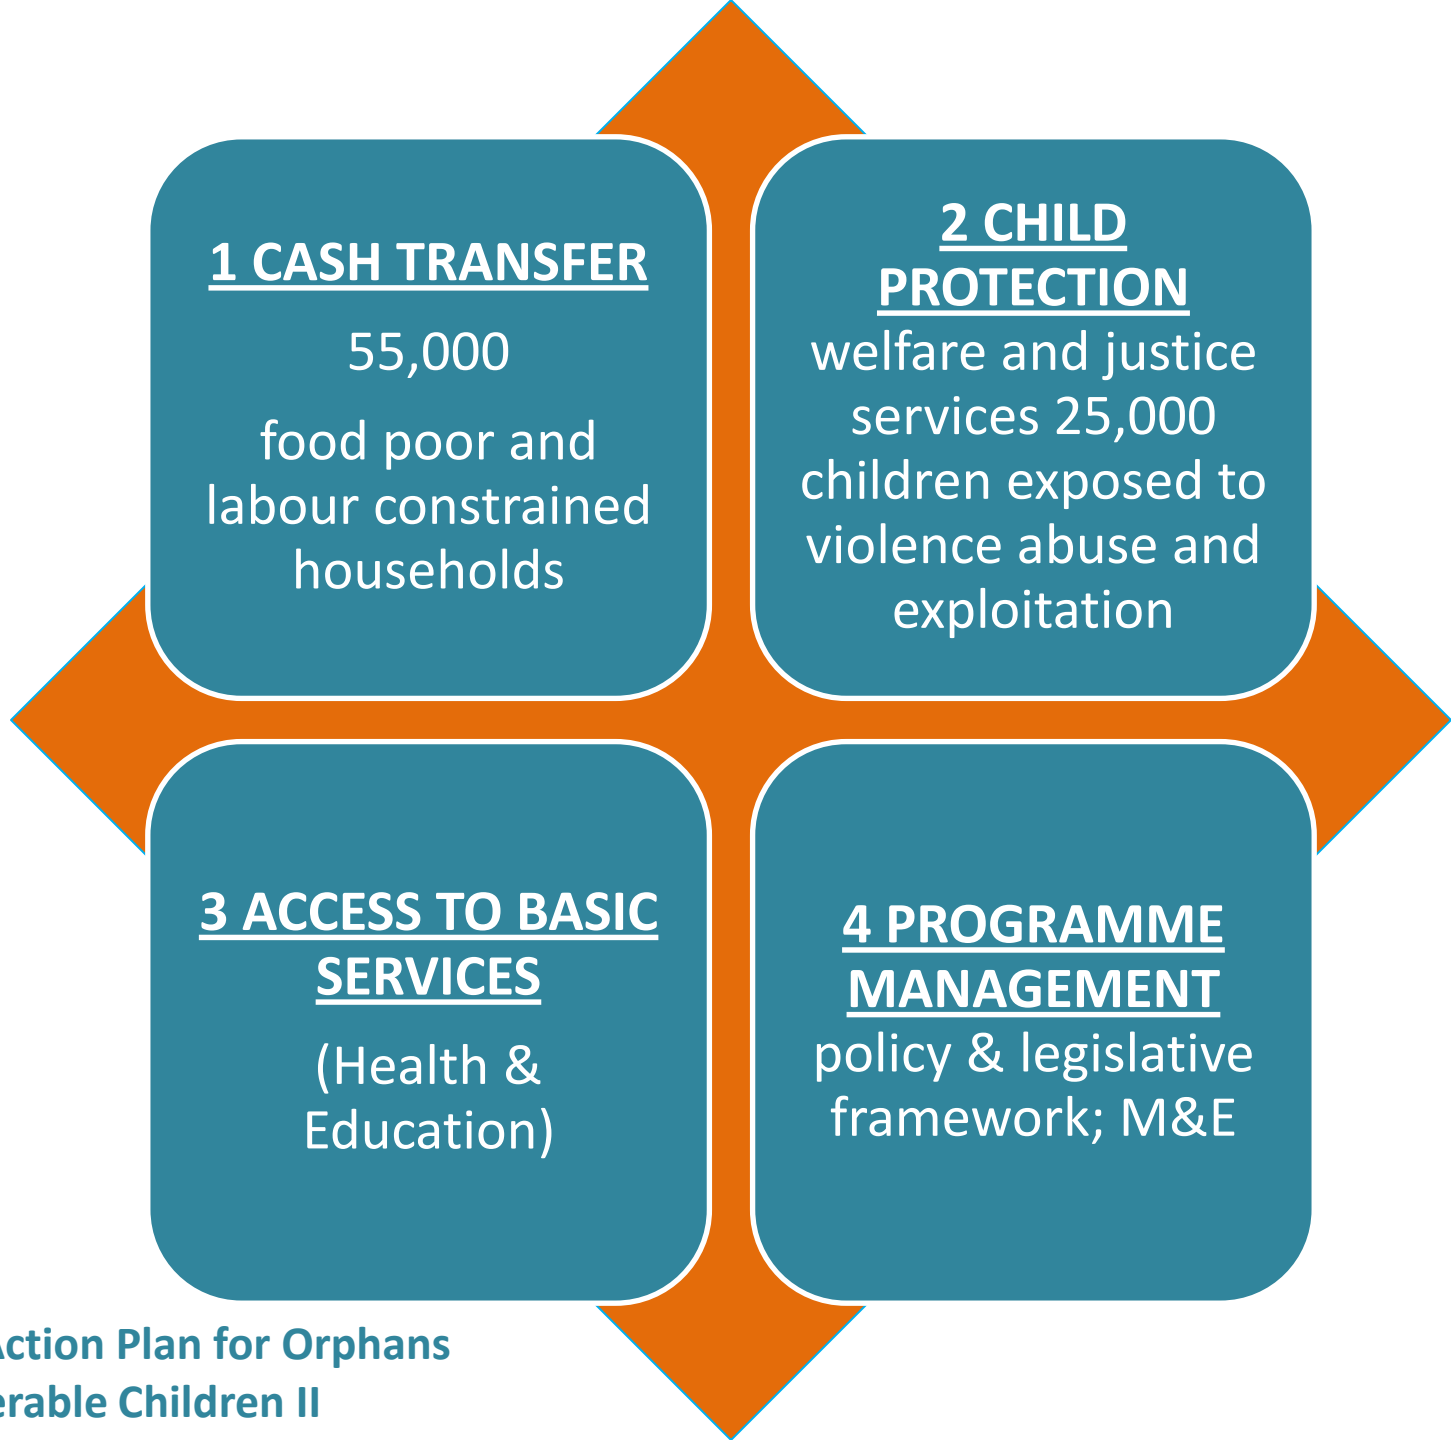 1 CASH TRANSFER
55,000
food poor and
labour constrained
households
2 CHILD
PROTECTION
welfare and justice
services 25,000
children exposed to
violence abuse and
exploitation
3 ACCESS TO BASIC
SERVICES
(Health &
Education)
4 PROGRAMME
MANAGEMENT
policy & legislative
framework; M&E
Plan for Orphans
Children II